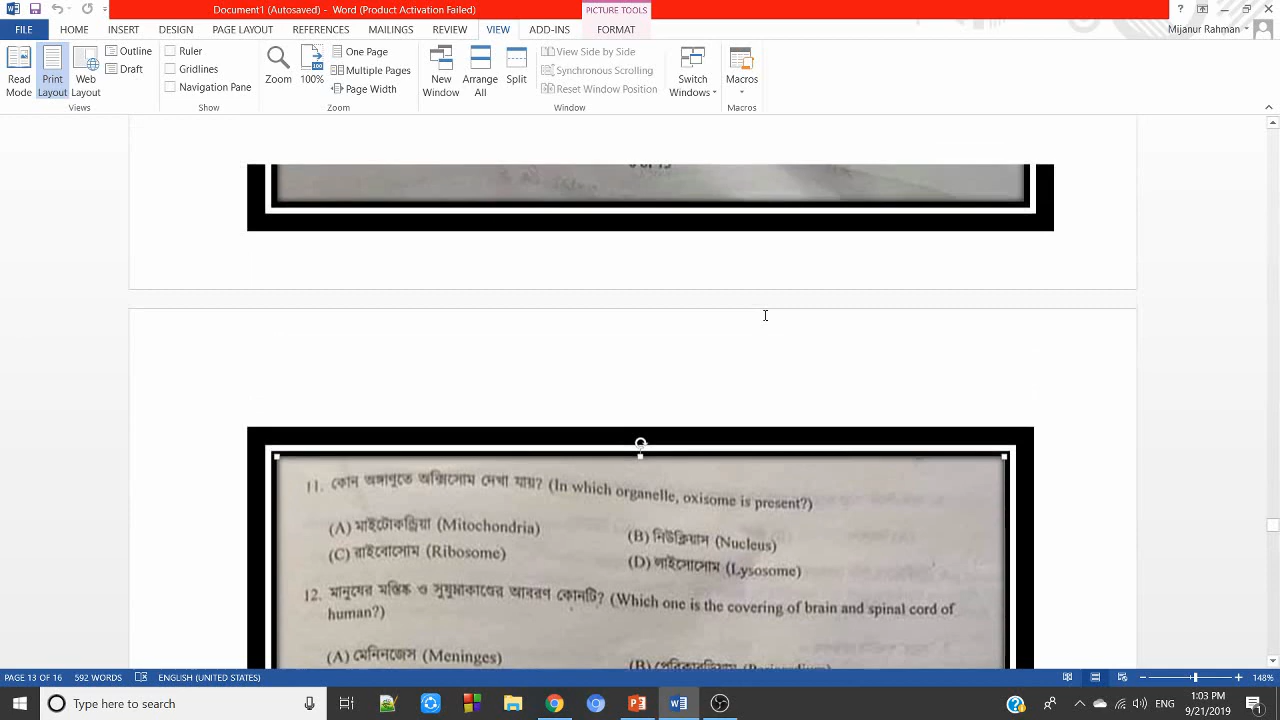 Document1 (Autosaved) - Word (Product Activation Failed)
PICTURE TOOLS
FILE HOME INSERT DESIGN PAGE LAYOUT REFERENCES MAILINGS REVIEW VIEW ADD-INS FORMAT
Mijanur Rahman
Read Mode
Print Layout
Web Layout
Outline
Draft
Views
Ruler
Gridlines
Navigation Pane
Show
Zoom
100%
One Page
Multiple Pages
Page Width
Zoom
New Window
Arrange All
Split
View Side by Side
Synchronous Scrolling
Reset Window Position
Window
Switch Windows
Macros
Macros
11. কোন অঙ্গাণুতে অক্সিসোম দেখা যায়? (In which organelle, oxisome is present?)
(A) মাইটোকন্ড্রিয়া (Mitochondria) (B) নিউক্লিয়াস (Nucleus)
(C) রাইবোসোম (Ribosome) (D) লাইসোসোম (Lysosome)
12. মানুষের মস্তিষ্ক ও সুষুম্নাকাণ্ডের আবরণ কোনটি? (Which one is the covering of brain and spinal cord of
human?)
(A) মেনিনজেস (Meninges) (B)
PAGE 13 OF 16 592 WORDS ENGLISH (UNITED STATES) 148%
Type here to search
ENG
1:03 PM
9/21/2019